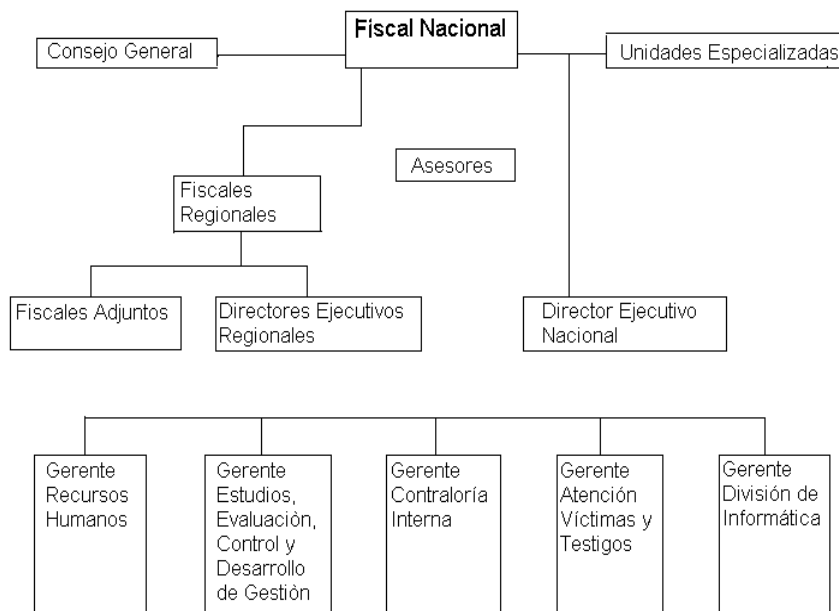 Fiscal Nacional
Consejo General
Unidades Especializadas
Asesores
Fiscales
Regionales
Fiscales Adjuntos
Directores Ejecutivos
Regionales
Director Ejecutivo
Nacional
Gerente
Recursos
Humanos
Gerente
Estudios,
Evaluaciòn,
Control y
Desarrollo
de Gestiòn
Gerente
Contraloría
Interna
Gerente
Atención
Víctimas y
Testigos
Gerente
División de
Informática